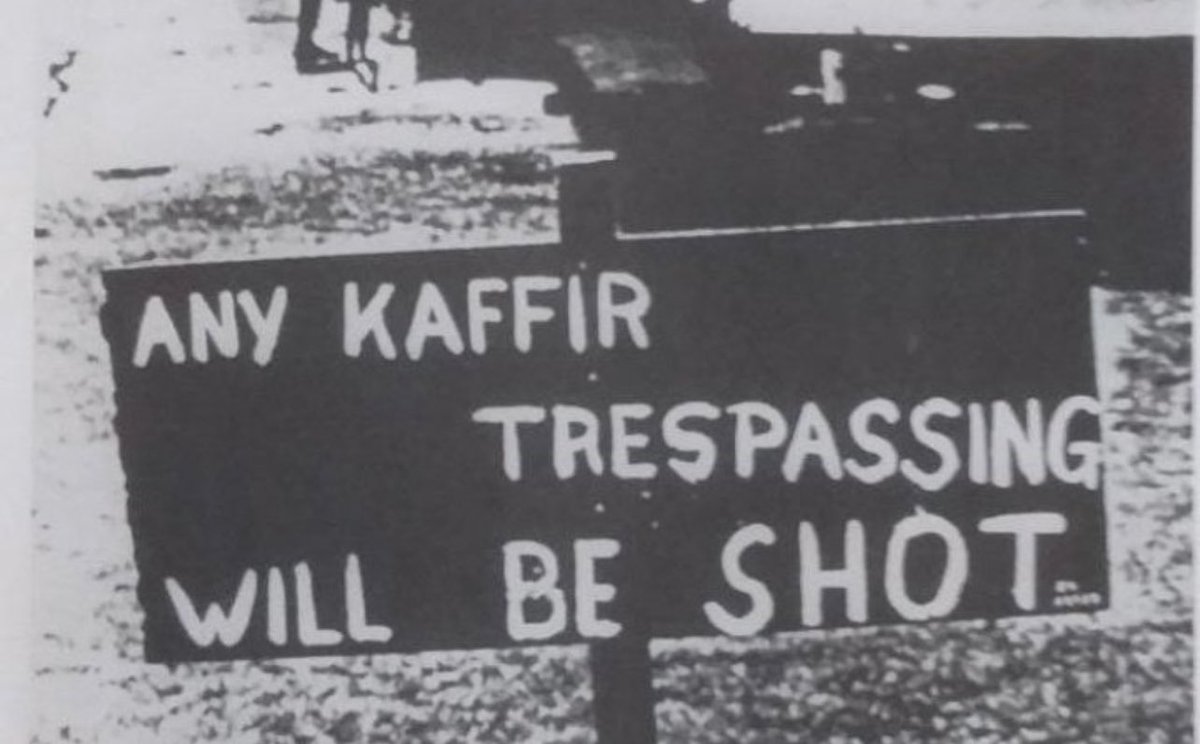 ANY KAFFIR
TRESPASSING
WILL BE SHOT